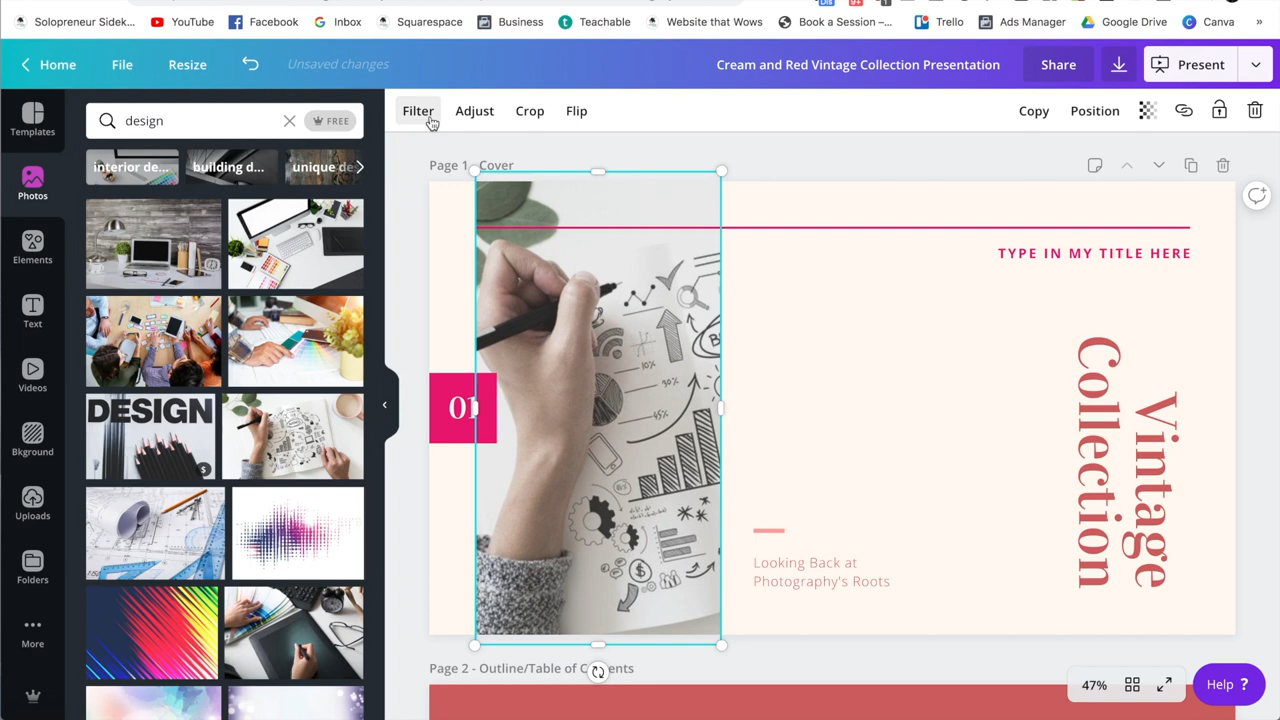 Solopreneur Sidek...
YouTube
Facebook
Inbox
Squarespace
Business
Teachable
Website that Wows
Book a Session –...
Trello
Ads Manager
Google Drive
Canva
»
Home
File
Resize
Unsaved changes
Cream and Red Vintage Collection Presentation
Share
Present
Templates
Photos
Elements
Text
Videos
Bkground
Uploads
Folders
More
design
FREE
interior de...
building d...
unique de
DESIGN
Filter
Adjust
Crop
Flip
Copy
Position
Page 1
Cover
TYPE IN MY TITLE HERE
01
10%
45%
Vintage
Collection
Looking Back at
Photography's Roots
Page 2 - Outline/Table of C
ents
47%
Help ?